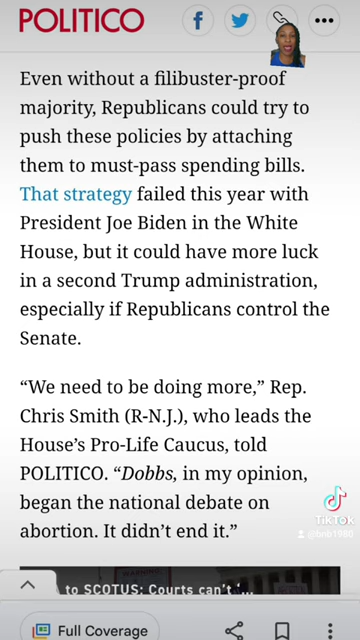 POLITICO
Even without a filibuster-proof
majority, Republicans could try to
push these policies by attaching
them to must-pass spending bills.
That strategy failed this year with
President Joe Biden in the White
House, but it could have more luck
in a second Trump administration,
especially if Republicans control the
Senate.
“We need to be doing more,” Rep.
Chris Smith (R-N.J.), who leads the
House’s Pro-Life Caucus, told
POLITICO. “Dobbs, in my opinion,
began the national debate on
abortion. It didn’t end it.”
TikTok
to SCOTUS: Courts can't '...
Full Coverage